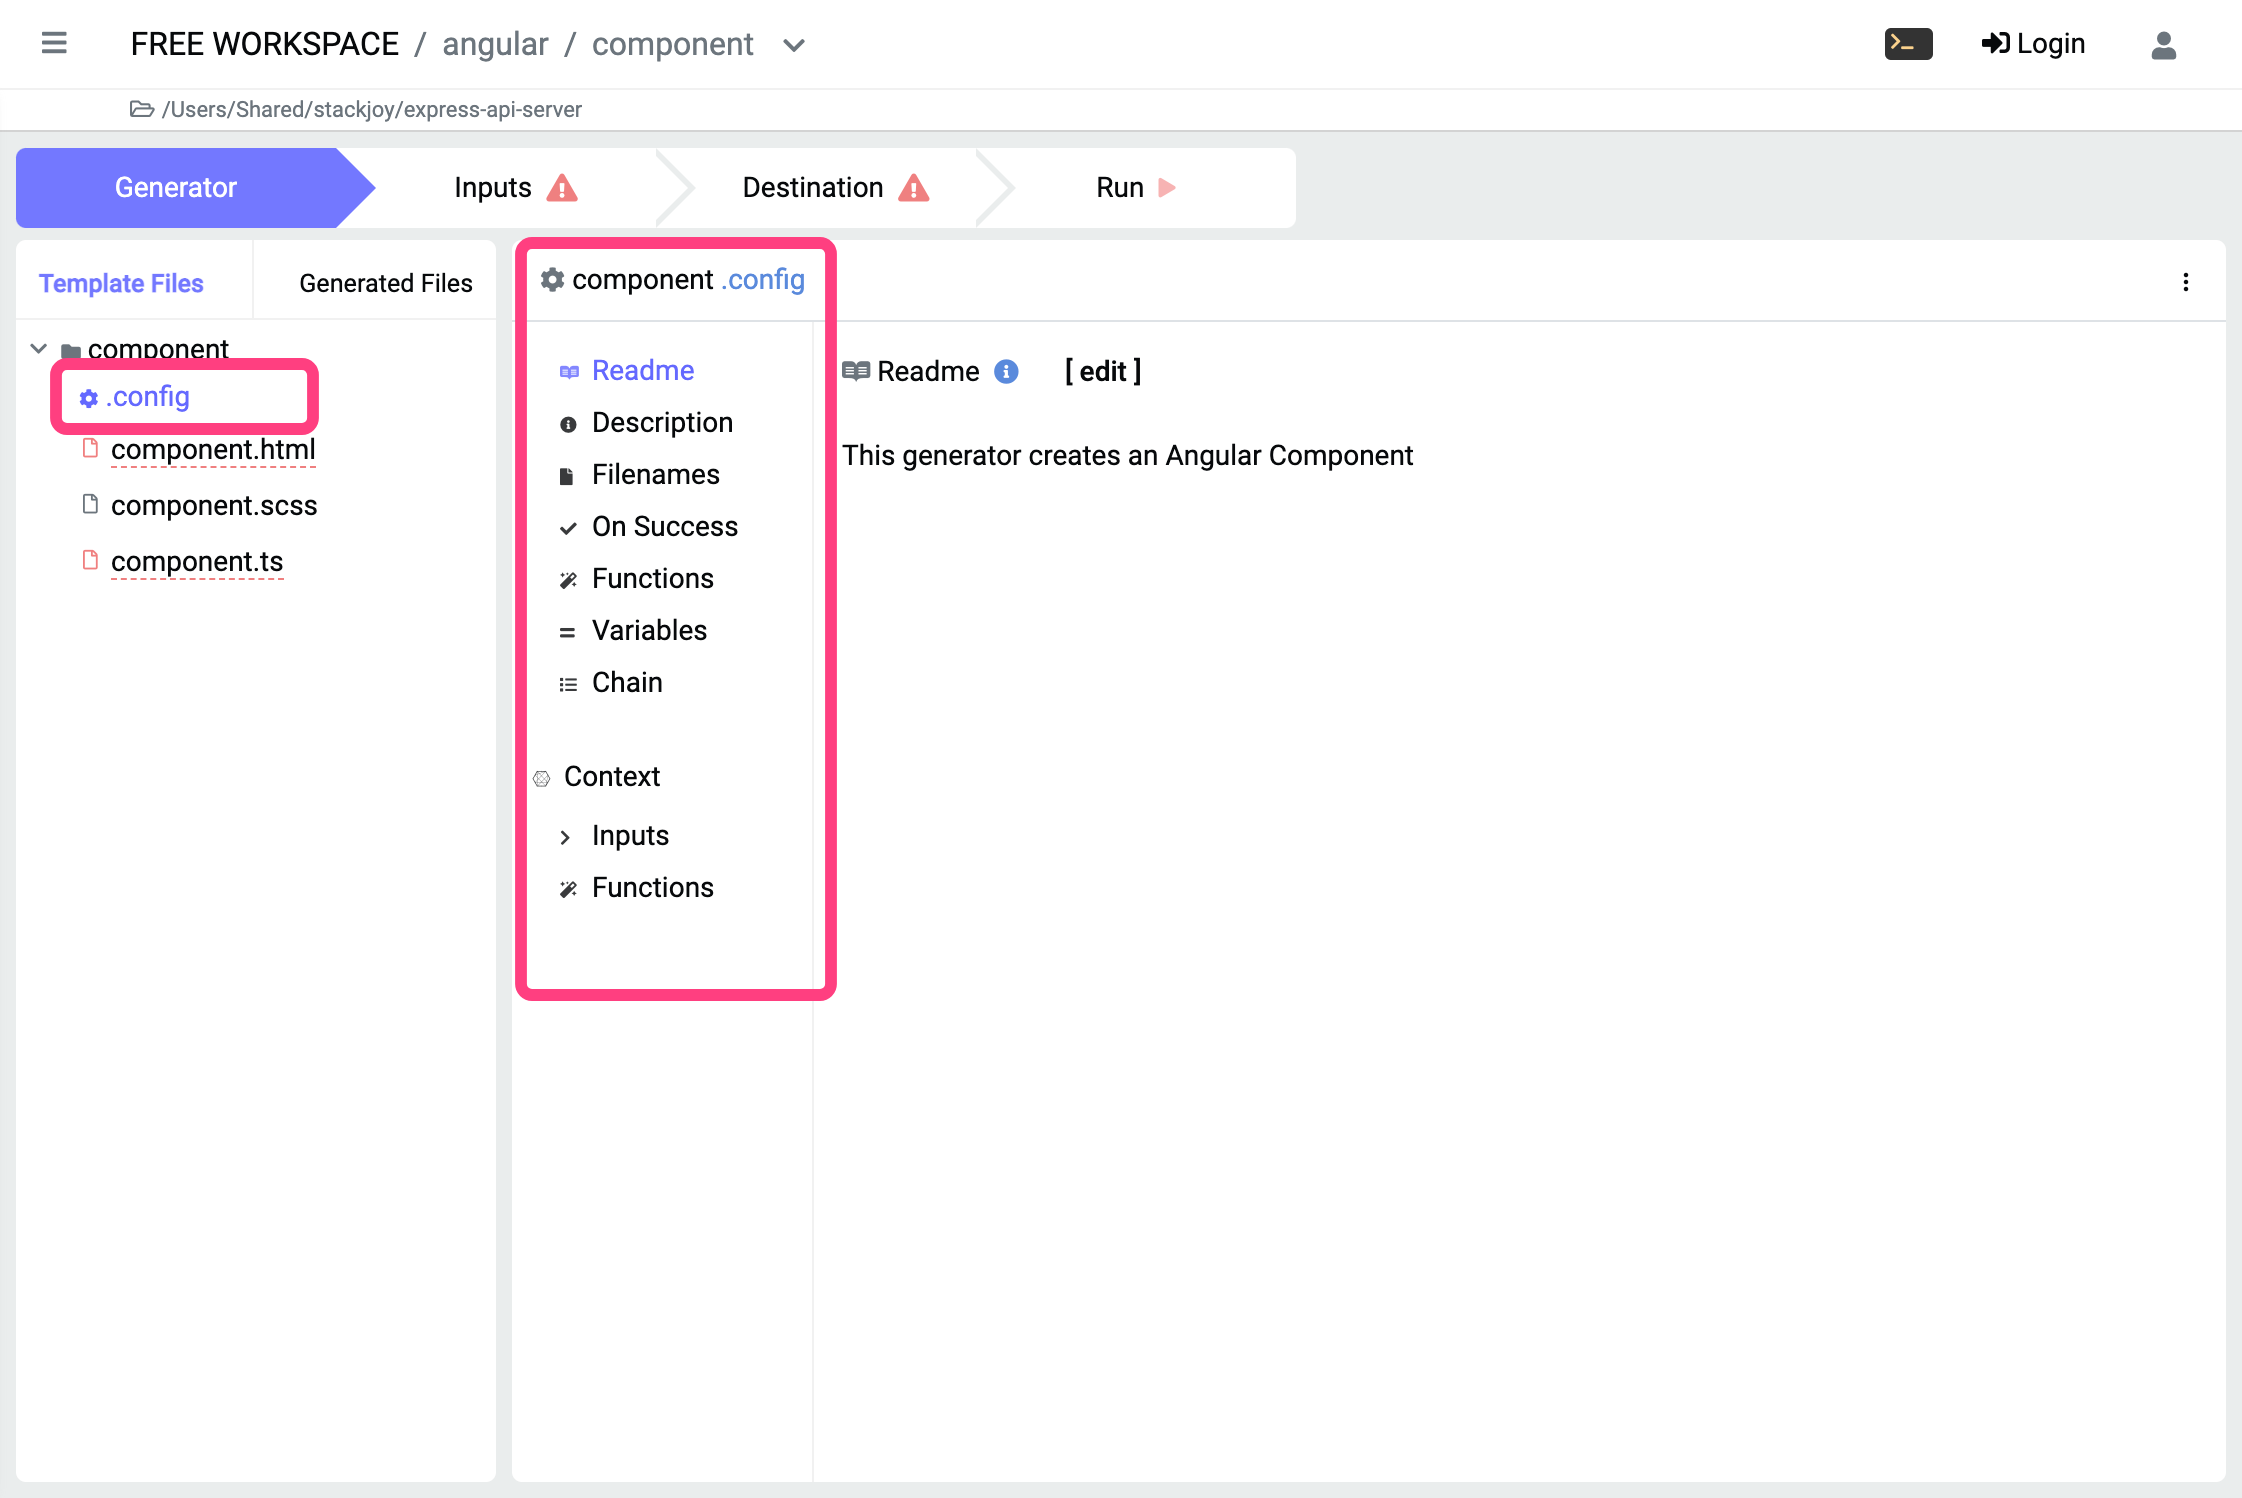 FREE WORKSPACE / angular / component
Login
/Users/Shared/stackjoy/express-api-server
Generator
Inputs
Destination
Run
Template Files
Generated Files
component
.config
component.html
component.scss
component.ts
component .config
Readme
Description
Filenames
On Success
Functions
Variables
Chain
Context
Inputs
Functions
Readme [ edit ]
This generator creates an Angular Component